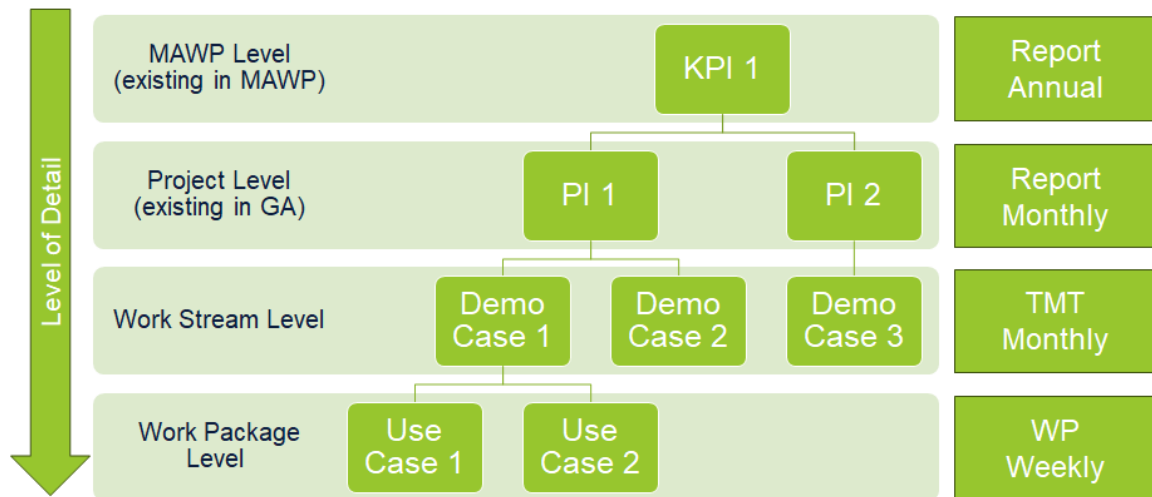 Level of Detail
MAWP Level
(existing in MAWP)
KPI 1
Report
Annual
Project Level
(existing in GA)
PI 1
PI 2
Report
Monthly
Work Stream Level
Demo
Case 1
Demo
Case 2
Demo
Case 3
TMT
Monthly
Work Package
Level
Use
Case 1
Use
Case 2
WP
Weekly